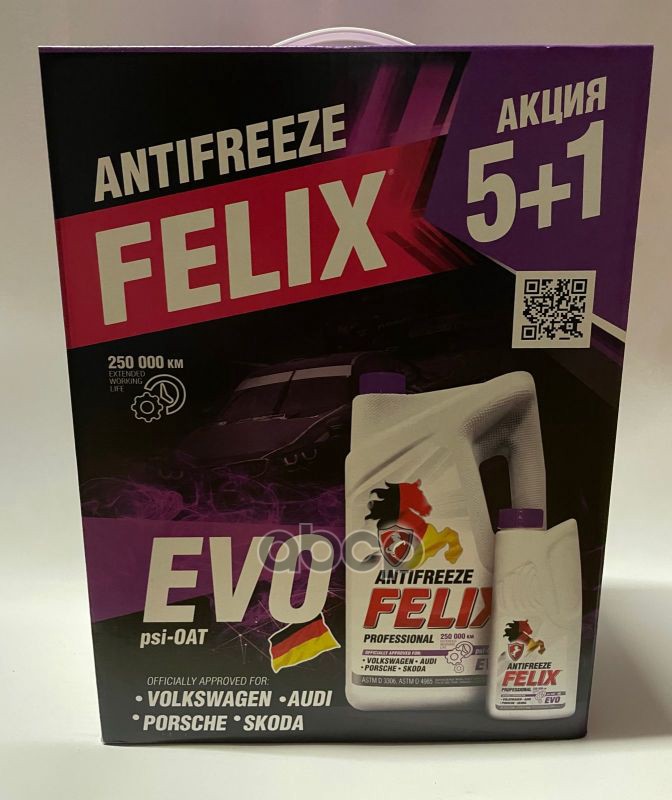 ANTIFREEZE
FELIX
АКЦИЯ
5+1
250 000 КМ
EXTENDED
WORKING
LIFE
EVO
psi-OAT
OFFICIALLY APPROVED FOR:
• VOLKSWAGEN • AUDI
• PORSCHE • SKODA
ANTIFREEZE
FELIX
PROFESSIONAL 250 000 км
OFFICIALLY APPROVED FOR:
• VOLKSWAGEN • AUDI
• PORSCHE • SKODA
EV
ASTM D 3306, ASTM D 4985
ANTIFREEZE
FELIX
PROFESSIONAL
EVO
abcp